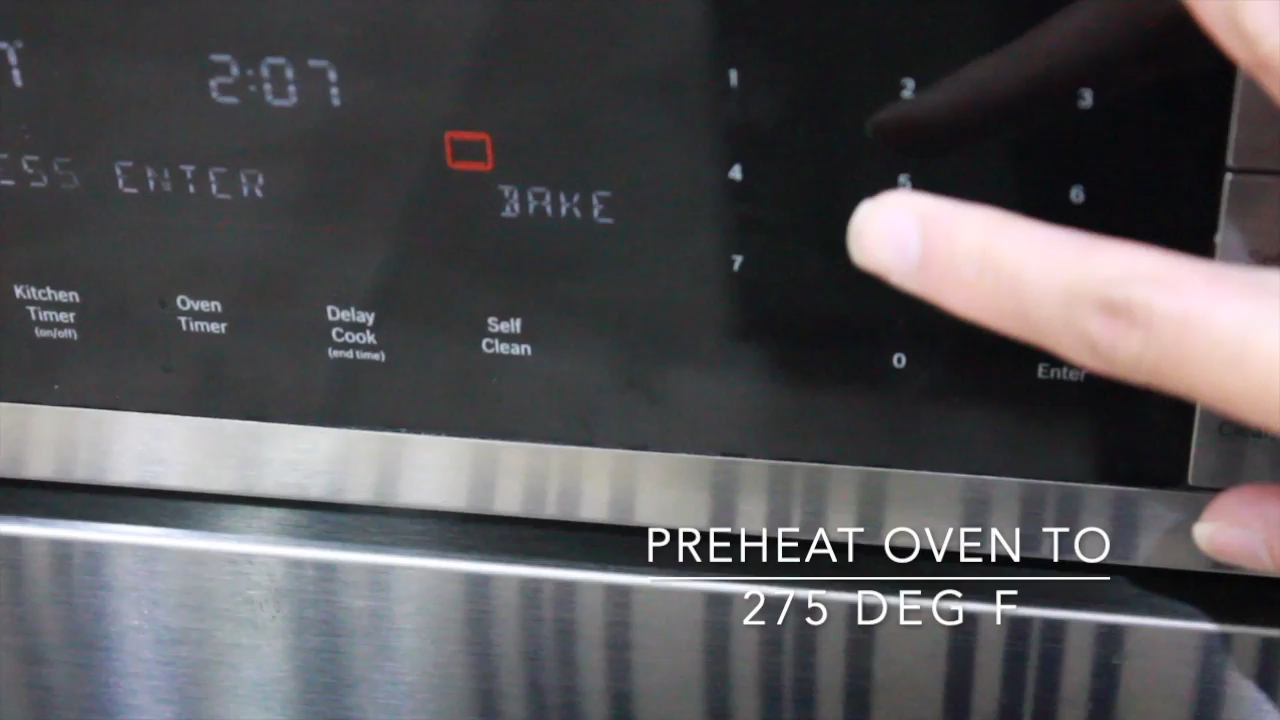 2:07
ENTER
BAKE
1 2 3
4 5 6
7
0
Enter
Kitchen
Timer
(on/off)
Oven
Timer
Delay
Cook
(end time)
Self
Clean
PREHEAT OVEN TO
275 DEG F